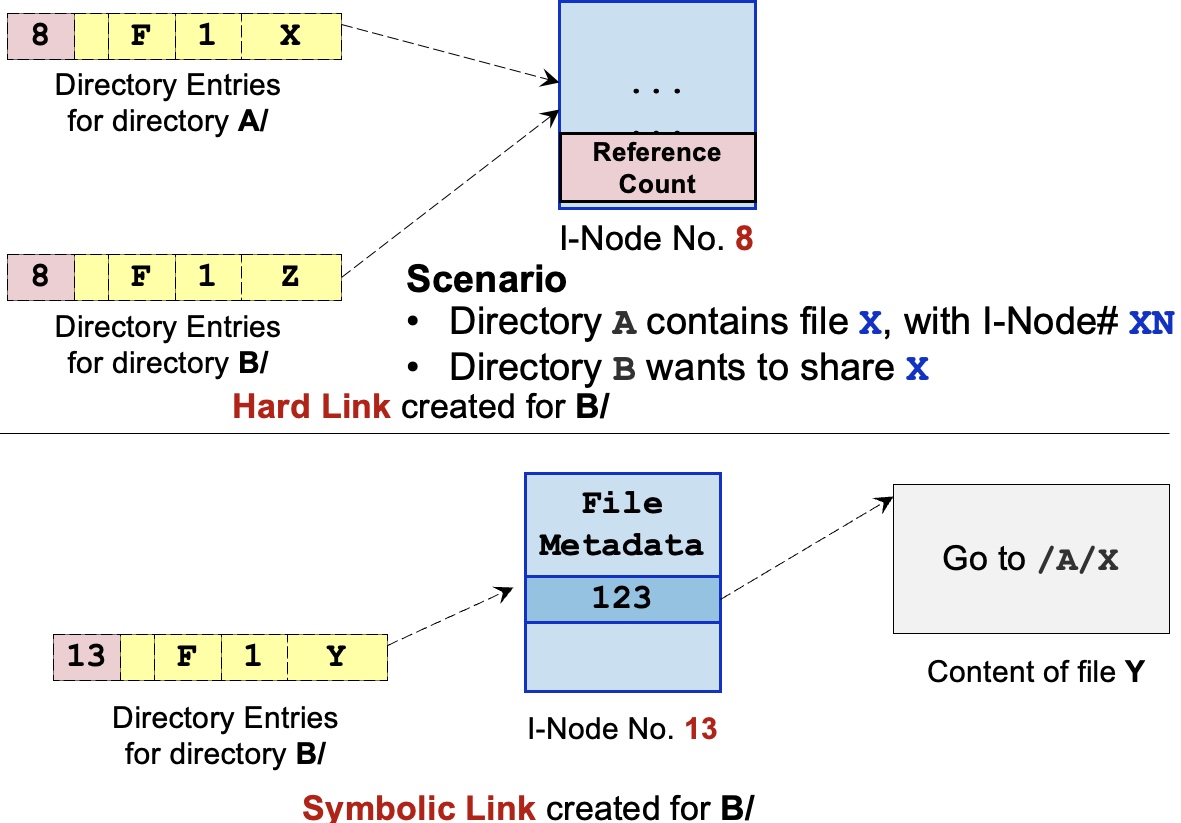 8 F 1 X
Directory Entries
for directory A/
...
...
Reference
Count
I-Node No. 8
8 F 1 Z
Directory Entries
for directory B/
Scenario
• Directory A contains file X, with I-Node# XN
• Directory B wants to share X
Hard Link created for B/
File
Metadata
123
Go to /A/X
13 F 1 Y
Content of file Y
Directory Entries
for directory B/
I-Node No. 13
Symbolic Link created for B/